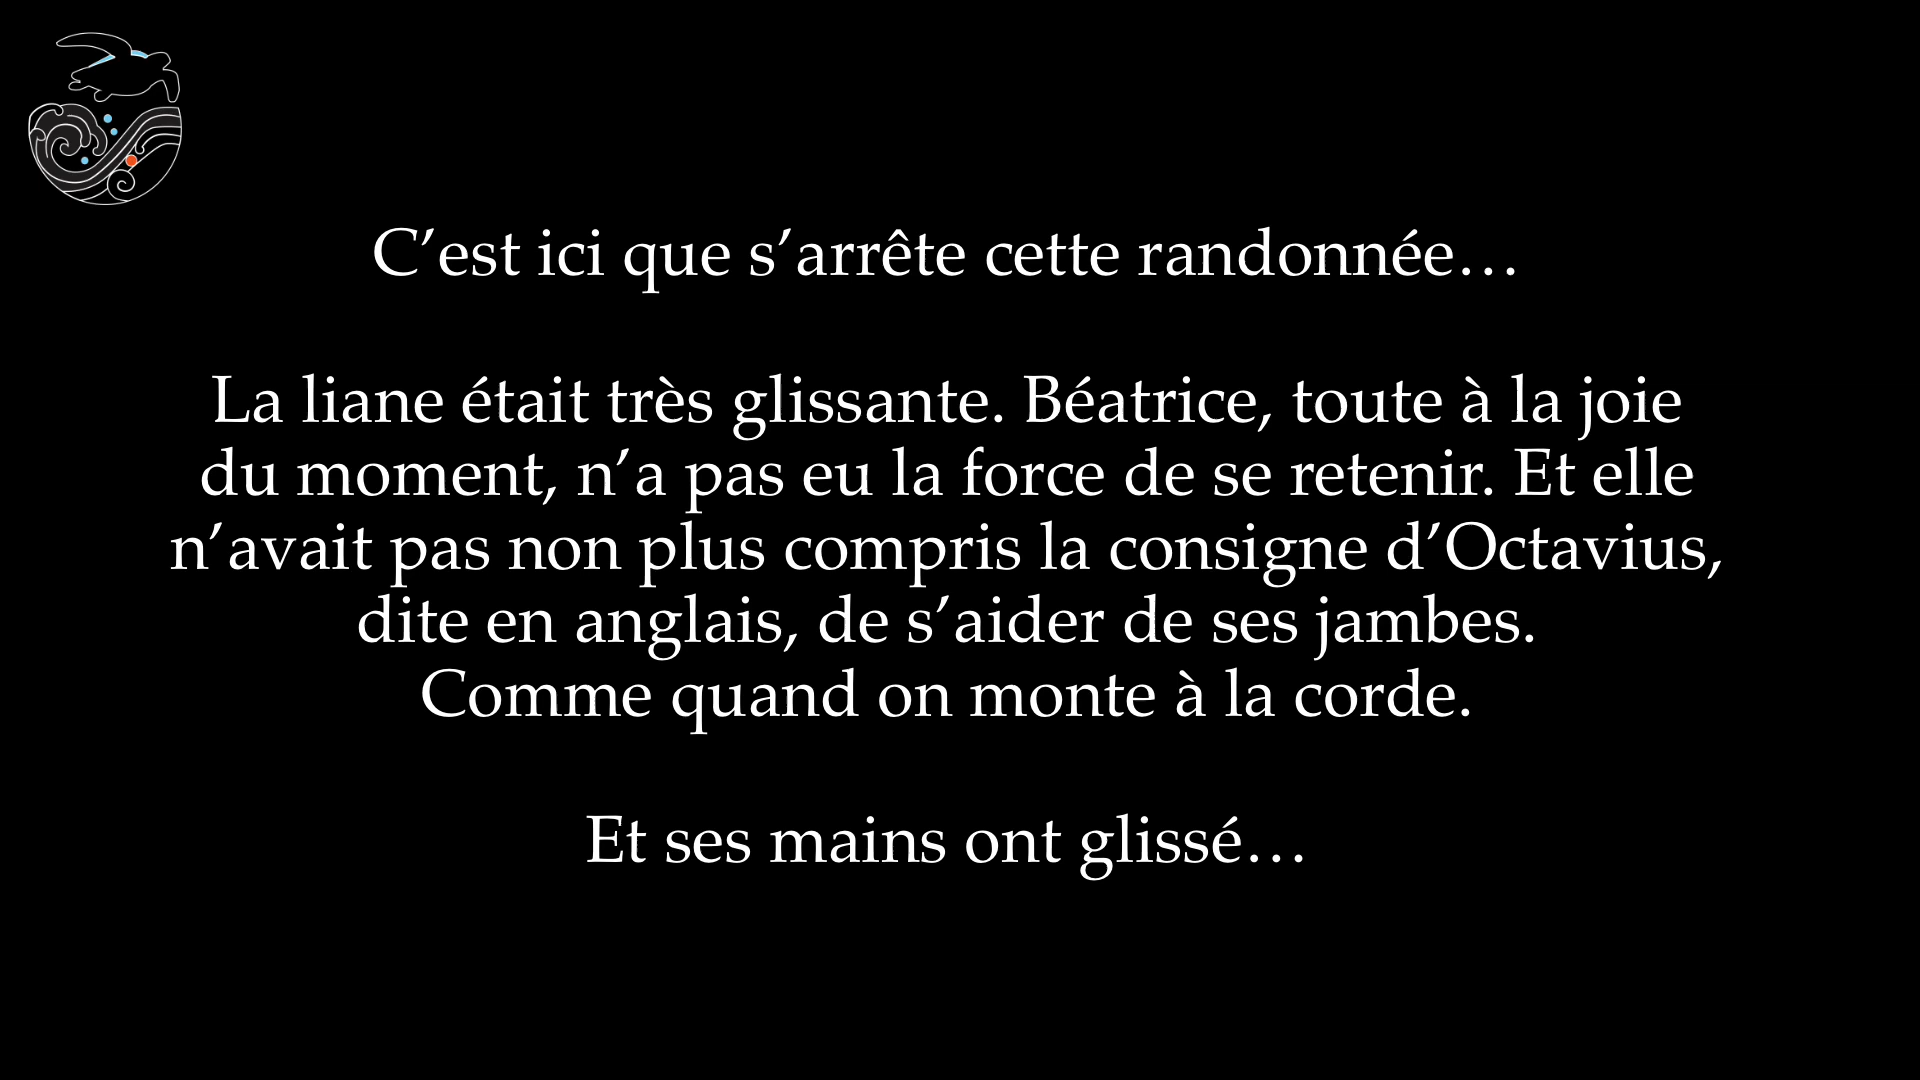 C’est ici que s’arrête cette randonnée…
La liane était très glissante. Béatrice, toute à la joie
du moment, n’a pas eu la force de se retenir. Et elle
n’avait pas non plus compris la consigne d’Octavius,
dite en anglais, de s’aider de ses jambes.
Comme quand on monte à la corde.
Et ses mains ont glissé…